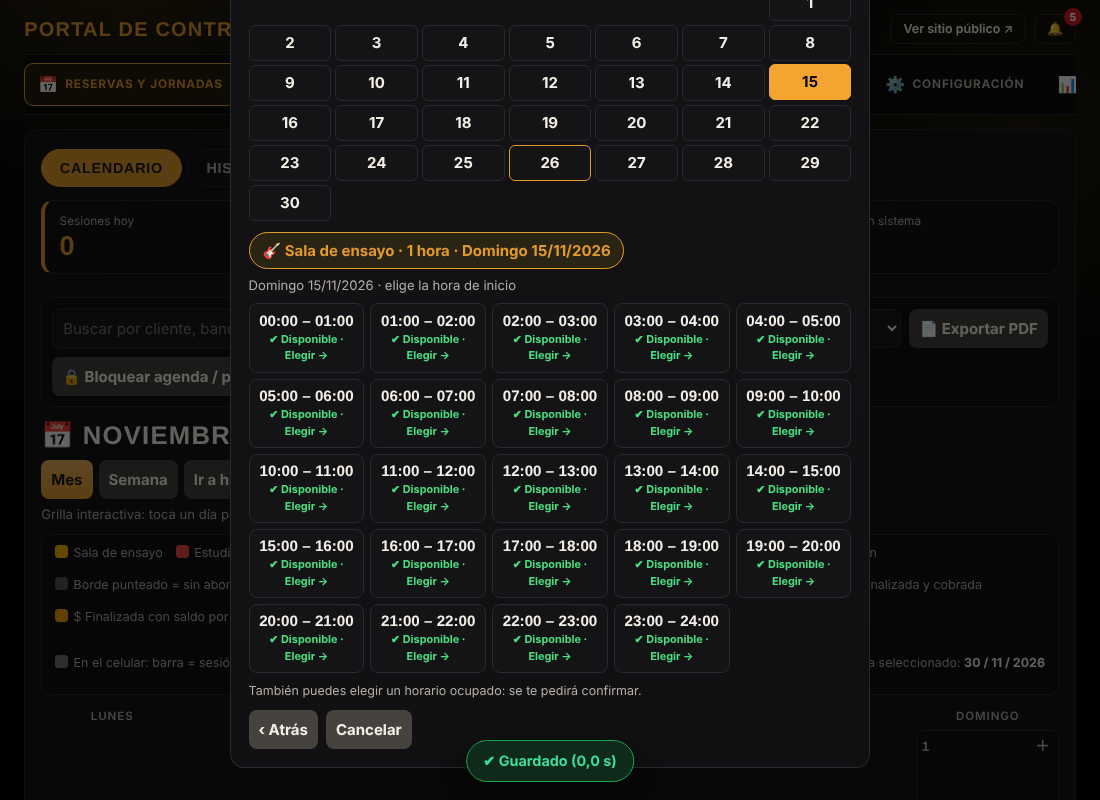 PORTAL DE CONTR
Ver sitio público ↗
🔔 5
📅 RESERVAS Y JORNADAS
⚙️ CONFIGURACIÓN
📊
CALENDARIO
HIS
Sesiones hoy
0
n sistema
Buscar por cliente, banc
📄 Exportar PDF
🔒 Bloquear agenda / p
📅 NOVIEMBR
Mes
Semana
Ir a h
Grilla interactiva: toca un día pa
Sala de ensayo
Estudi
Borde punteado = sin abor
nalizada y cobrada
$ Finalizada con saldo por
En el celular: barra = sesió
a seleccionado: 30 / 11 / 2026
LUNES
DOMINGO
1 +
1
2 3 4 5 6 7 8
9 10 11 12 13 14 15
16 17 18 19 20 21 22
23 24 25 26 27 28 29
30
🎸 Sala de ensayo · 1 hora · Domingo 15/11/2026
Domingo 15/11/2026 · elige la hora de inicio
00:00 – 01:00
✔ Disponible ·
Elegir →
01:00 – 02:00
✔ Disponible ·
Elegir →
02:00 – 03:00
✔ Disponible ·
Elegir →
03:00 – 04:00
✔ Disponible ·
Elegir →
04:00 – 05:00
✔ Disponible ·
Elegir →
05:00 – 06:00
✔ Disponible ·
Elegir →
06:00 – 07:00
✔ Disponible ·
Elegir →
07:00 – 08:00
✔ Disponible ·
Elegir →
08:00 – 09:00
✔ Disponible ·
Elegir →
09:00 – 10:00
✔ Disponible ·
Elegir →
10:00 – 11:00
✔ Disponible ·
Elegir →
11:00 – 12:00
✔ Disponible ·
Elegir →
12:00 – 13:00
✔ Disponible ·
Elegir →
13:00 – 14:00
✔ Disponible ·
Elegir →
14:00 – 15:00
✔ Disponible ·
Elegir →
15:00 – 16:00
✔ Disponible ·
Elegir →
16:00 – 17:00
✔ Disponible ·
Elegir →
17:00 – 18:00
✔ Disponible ·
Elegir →
18:00 – 19:00
✔ Disponible ·
Elegir →
19:00 – 20:00
✔ Disponible ·
Elegir →
20:00 – 21:00
✔ Disponible ·
Elegir →
21:00 – 22:00
✔ Disponible ·
Elegir →
22:00 – 23:00
✔ Disponible ·
Elegir →
23:00 – 24:00
✔ Disponible ·
Elegir →
También puedes elegir un horario ocupado: se te pedirá confirmar.
‹ Atrás
Cancelar
✔ Guardado (0,0 s)